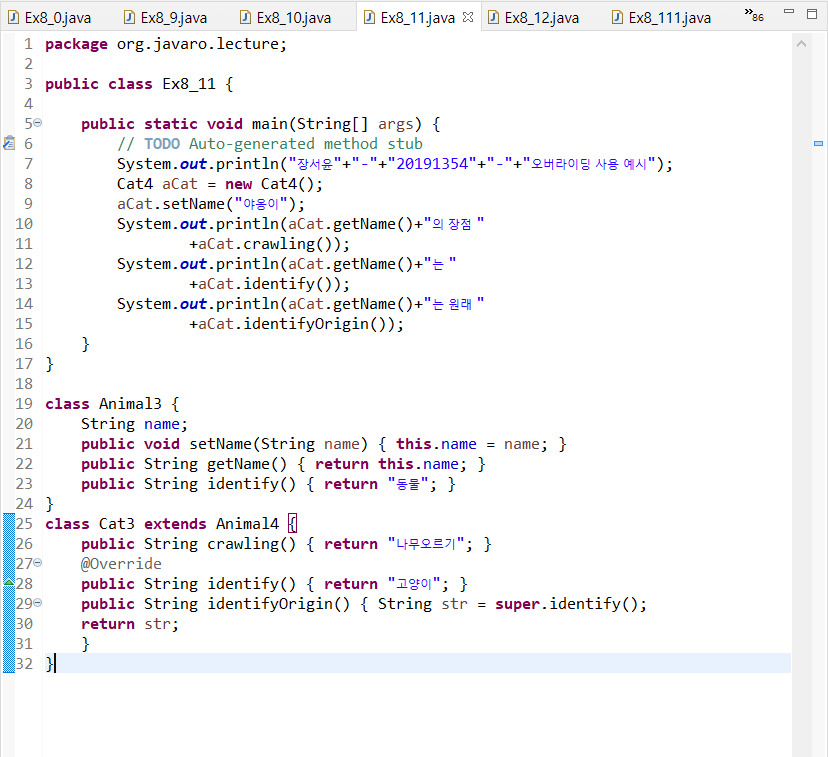 Ex8_0.java Ex8_9.java Ex8_10.java Ex8_11.java Ex8_12.java Ex8_111.java »86
1 package org.javaro.lecture;
2
3 public class Ex8_11 {
4
5 public static void main(String[] args) {
6 // TODO Auto-generated method stub
7 System.out.println("장서윤"+"-"+"20191354"+"-"+"오버라이딩 사용 예시");
8 Cat4 aCat = new Cat4();
9 aCat.setName("야옹이");
10 System.out.println(aCat.getName()+"의 장점 "
11 +aCat.crawling());
12 System.out.println(aCat.getName()+"는 "
13 +aCat.identify());
14 System.out.println(aCat.getName()+"는 원래 "
15 +aCat.identifyOrigin());
16 }
17 }
18
19 class Animal3 {
20 String name;
21 public void setName(String name) { this.name = name; }
22 public String getName() { return this.name; }
23 public String identify() { return "동물"; }
24 }
25 class Cat3 extends Animal4 {
26 public String crawling() { return "나무오르기"; }
27 @Override
28 public String identify() { return "고양이"; }
29 public String identifyOrigin() { String str = super.identify();
30 return str;
31 }
32 }